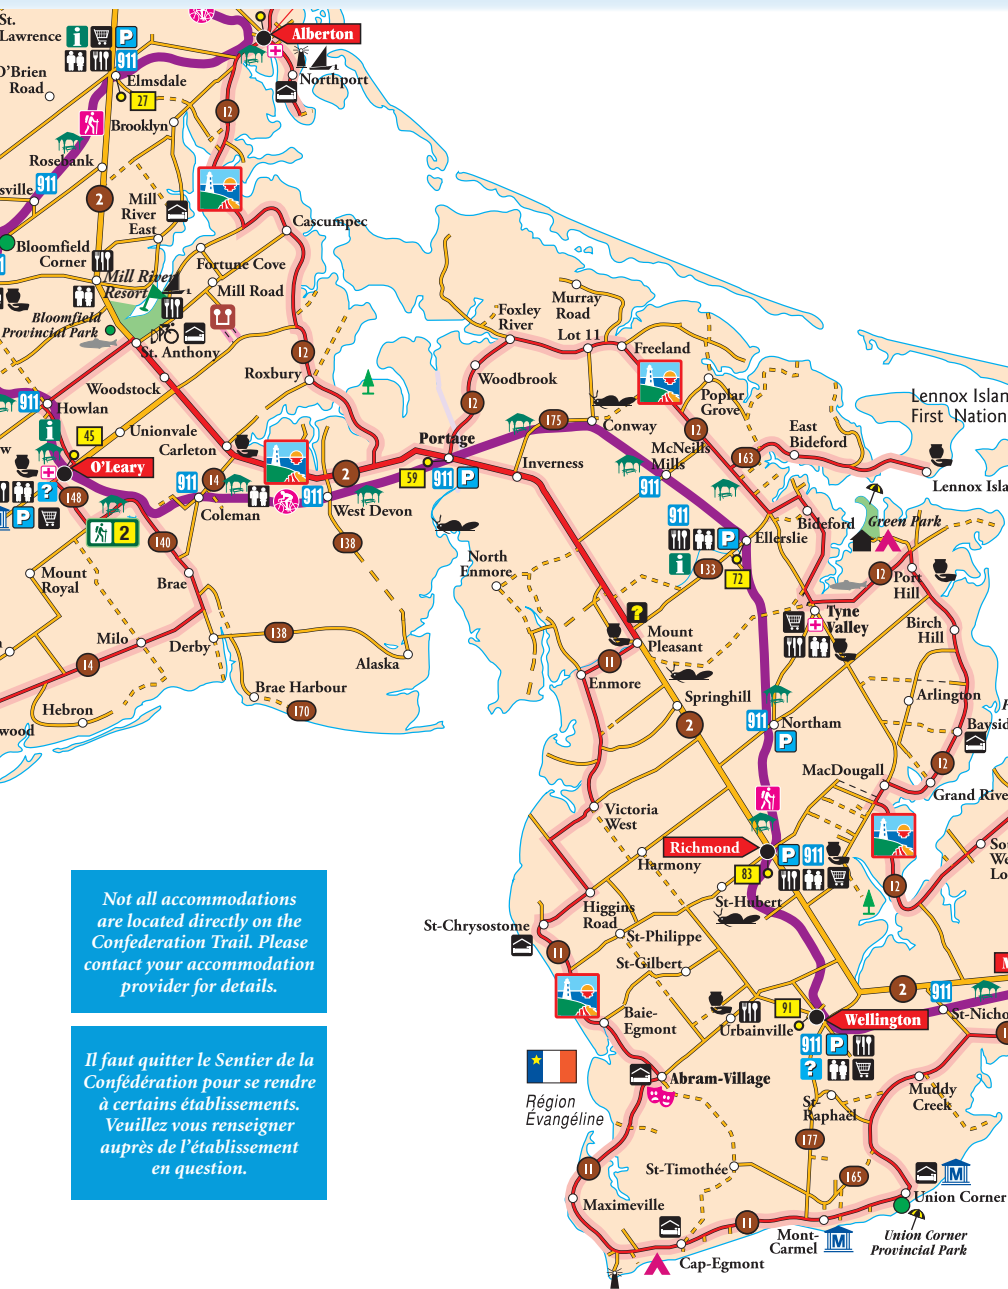 St.
Lawrence
911
Alberton
Northport
O'Brien
Road
Elmsdale
27
12
Brooklyn
Rosebank
sville
911
2
Mill
River
East
Cascumpec
Bloomfield
Corner
Fortune Cove
Mill River
Resort
Mill Road
Bloomfield
Provincial Park
St. Anthony
Murray
Road
Foxley
River
Lot 11
Freeland
12
Roxbury
Woodstock
Woodbrook
12
Poplar
Grove
Lennox Islan
First Nation
911
Howlan
45
Unionvale
Carleton
Portage
175
Conway
12
East
Bideford
McNeills
Mills
163
Lennox Isla
w
O'Leary
148
911
14
2
911
59
911
P
Inverness
911
Coleman
West Devon
2
140
138
Bideford
Green Park
911
P
Ellerslie
133
72
North
Enmore
12
Port
Hill
Mount
Royal
Brae
Tyne
Valley
Birch
Hill
Milo
138
Derby
14
Alaska
Mount
Pleasant
11
Enmore
Brae Harbour
170
Springhill
Arlington
Hebron
wood
2
911
Northam
P
Baysid
12
MacDougall
Grand Rive
Victoria
West
Richmond
P
911
Harmony
83
St-Hubert
12
Sou
We
Lo
Not all accommodations
are located directly on the
Confederation Trail. Please
contact your accommodation
provider for details.
Higgins
Road
St-Chrysostome
11
St-Philippe
St-Gilbert
2
911
M
91
Wellington
Urbainville
St-Nicho
Baie-
Egmont
911
P
?
Il faut quitter le Sentier de la
Confédération pour se rendre
à certains établissements.
Veuillez vous renseigner
auprès de l'établissement
en question.
Région
Évangéline
Abram-Village
Muddy
Creek
St-
Raphaël
177
St-Timothée
11
165
M
Maximeville
Union Corner
11
Mont-
Carmel
M
Union Corner
Provincial Park
Cap-Egmont